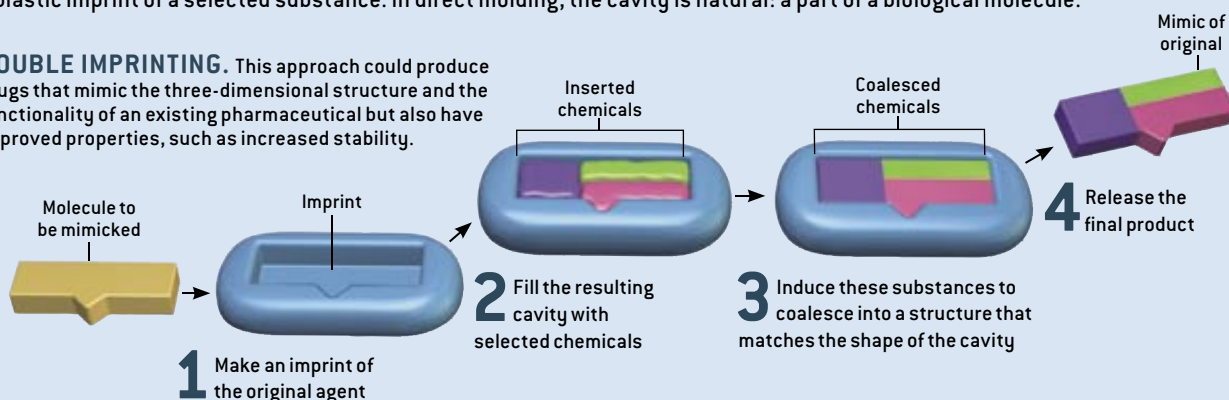 plastic imprint of a selected substance. In direct molding, the cavity is natural: a part of a biological molecule.
OUBLE IMPRINTING. This approach could produce
ugs that mimic the three-dimensional structure and the
nctionality of an existing pharmaceutical but also have
proved properties, such as increased stability.
Molecule to
be mimicked
Imprint
Inserted
chemicals
Coalesced
chemicals
Mimic of
original
1 Make an imprint of
the original agent
2 Fill the resulting
cavity with
selected chemicals
3 Induce these substances to
coalesce into a structure that
matches the shape of the cavity
4 Release the
final product